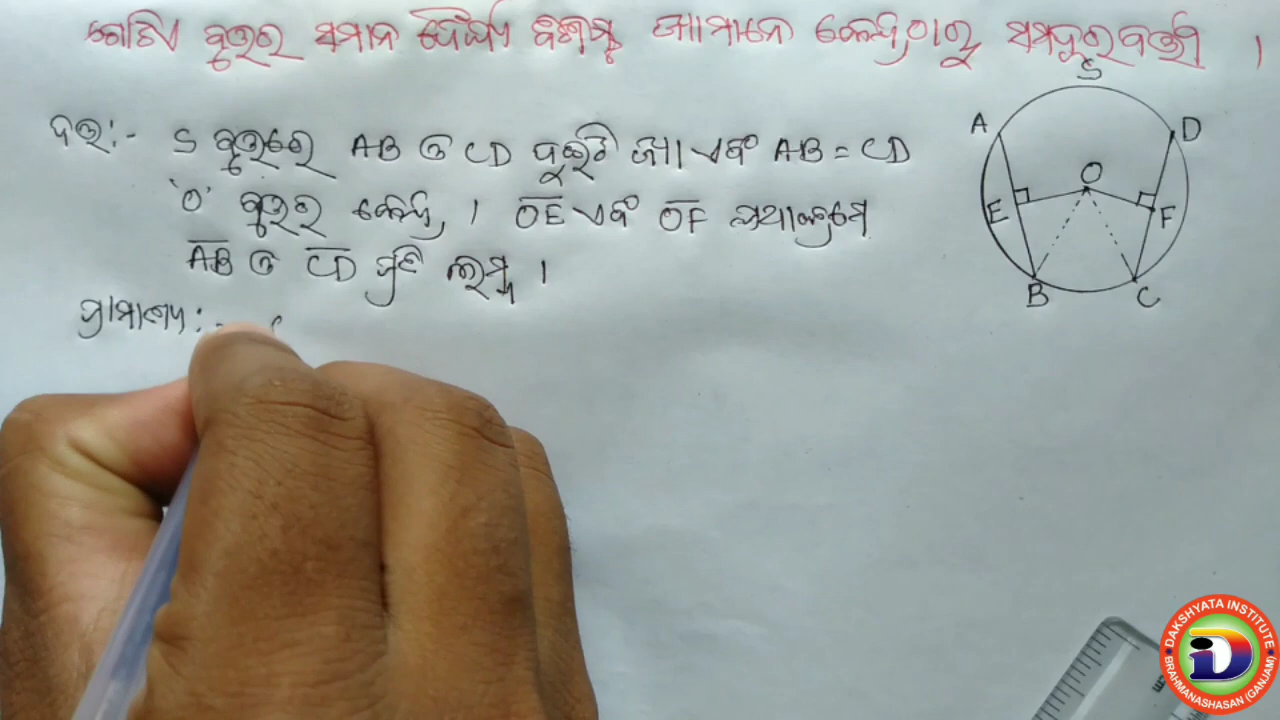 ଗୋଟିଏ ବୃତ୍ତର ସମାନ ଦୈର୍ଘ୍ୟ ବିଶିଷ୍ଟ ଜ୍ୟାମାନେ କେନ୍ଦ୍ରଠାରୁ ସମଦୂରବର୍ତ୍ତୀ ।
ଦତ୍ତ:- S ବୃତ୍ତରେ AB ଓ CD ଦୁଇଟି ଜ୍ୟା ଏବଂ AB = CD
'O' ବୃତ୍ତର କେନ୍ଦ୍ର । OE ଏବଂ OF ଯଥାକ୍ରମେ
AB ଓ CD ପ୍ରତି ଲମ୍ବ ।
ପ୍ରାମାଣ୍ୟ:-
S
A
D
O
E
F
B
C
DAKSHYATA INSTITUTE
BRAHMANASHASAN (GANJAM)
iD